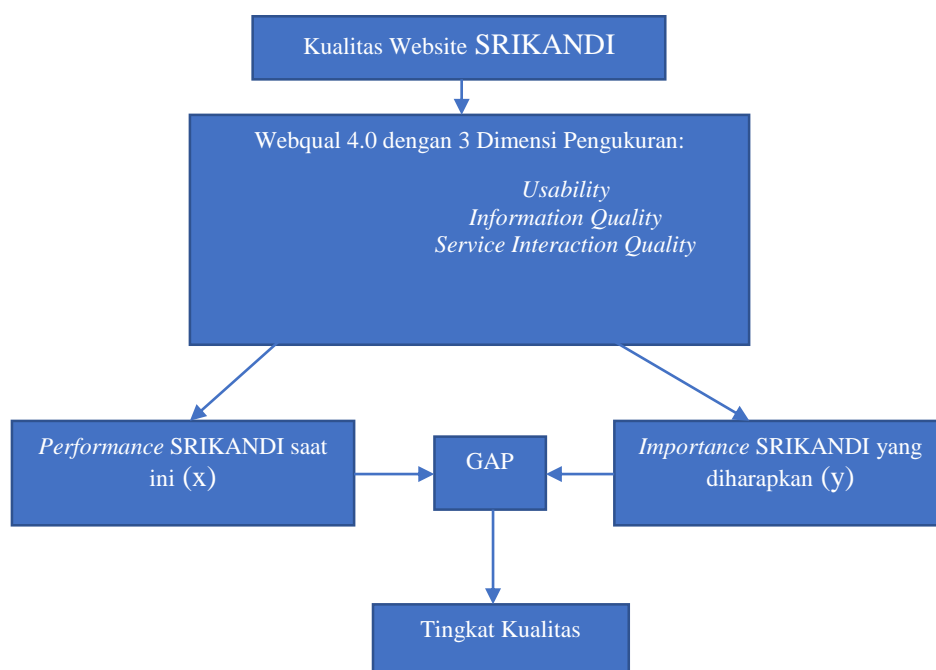 Kualitas Website SRIKANDI
Webqual 4.0 dengan 3 Dimensi Pengukuran:
Usability
Information Quality
Service Interaction Quality
Performance SRIKANDI saat
ini (x)
GAP
Importance SRIKANDI yang
diharapkan (y)
Tingkat Kualitas